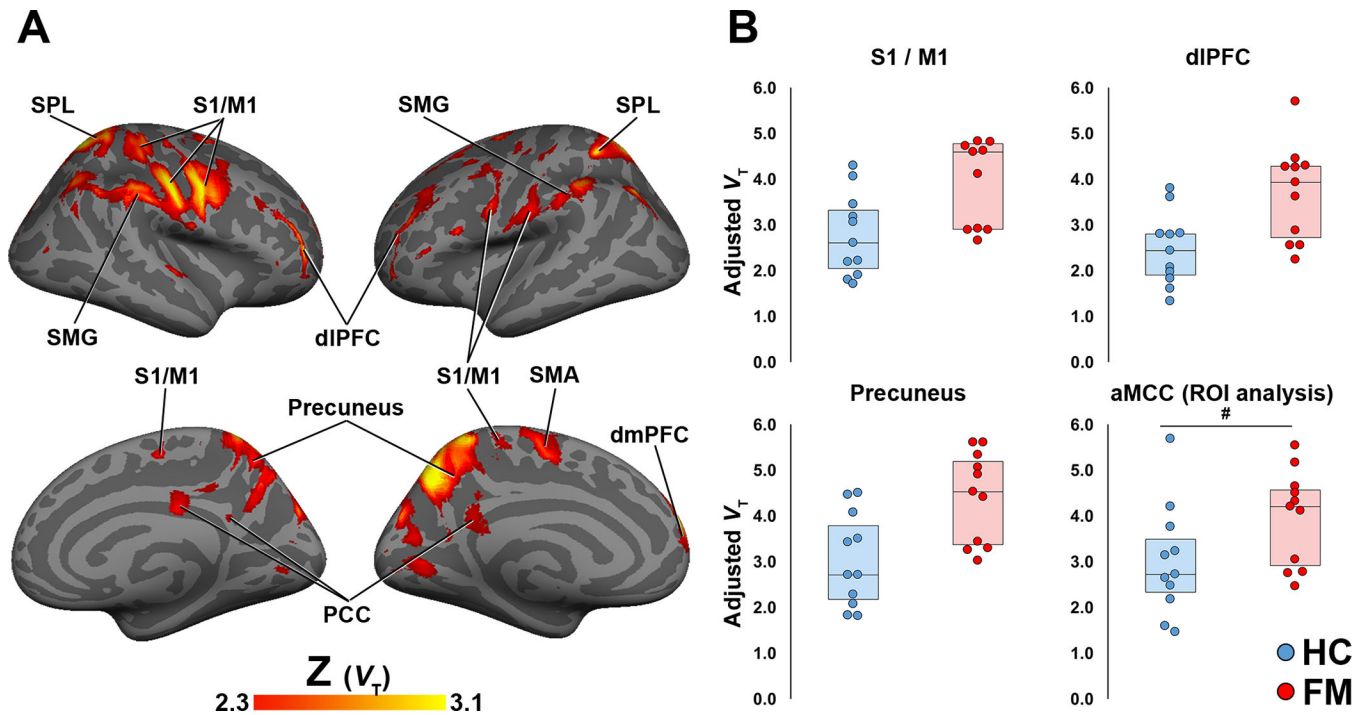 A
SPL
S1/M1
SMG
SPL
SMG
dlPFC
S1/M1
S1/M1
SMA
Precuneus
dmPFC
PCC
Z (VT)
2.3
3.1
B
S1 / M1
Adjusted VT
6.0
5.0
4.0
3.0
2.0
1.0
0.0
dlPFC
6.0
5.0
4.0
3.0
2.0
1.0
0.0
Precuneus
Adjusted VT
6.0
5.0
4.0
3.0
2.0
1.0
0.0
aMCC (ROI analysis)
#
6.0
5.0
4.0
3.0
2.0
1.0
0.0
HC
FM